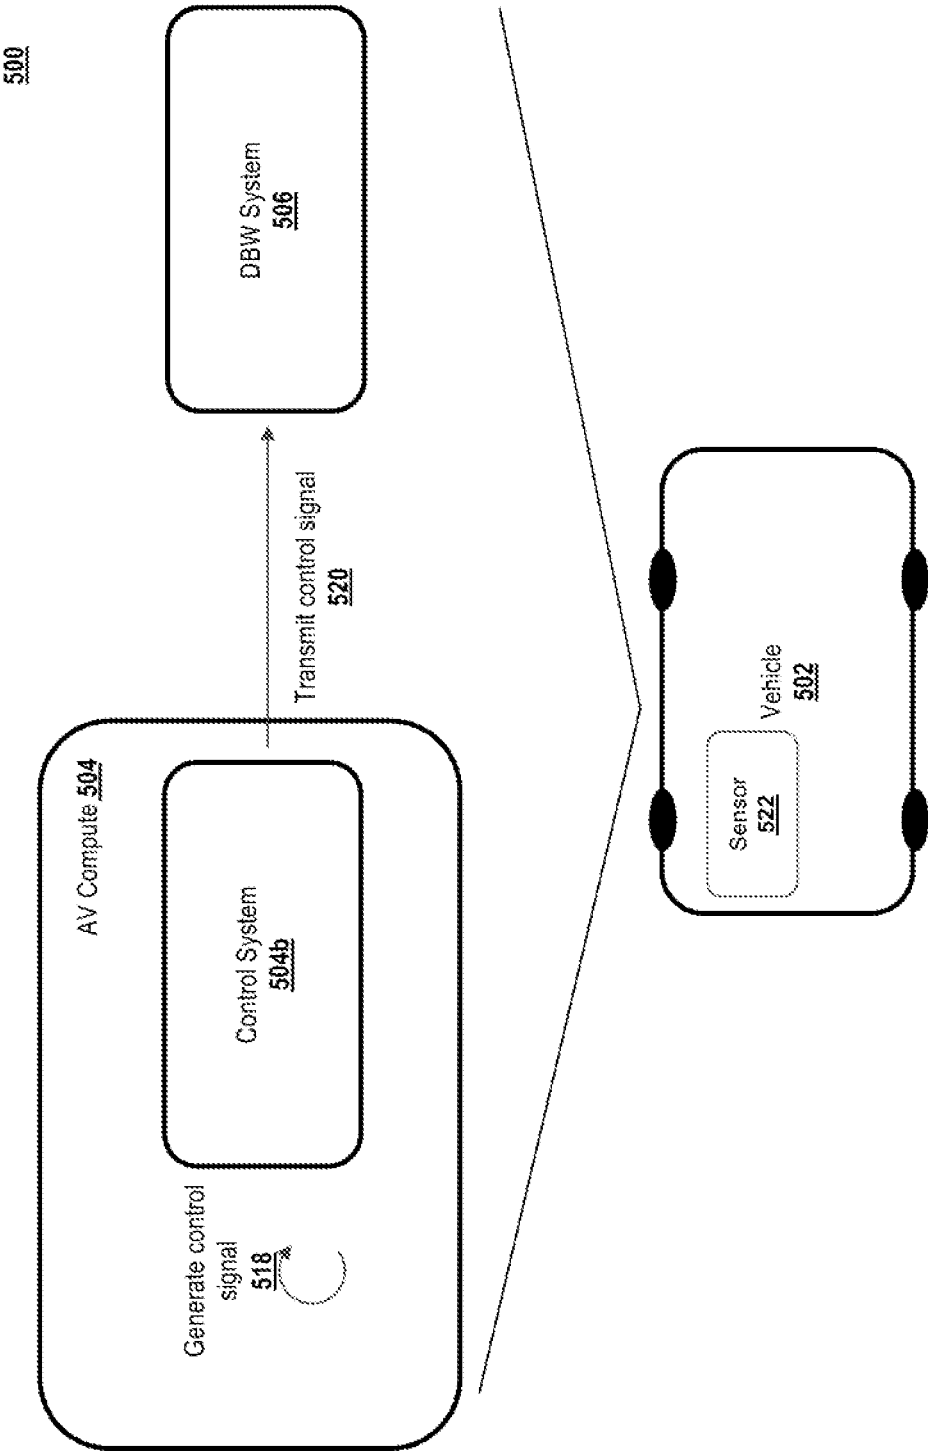 500
AV Compute 504
Generate control
signal
518
Control System
504b
Transmit control signal
520
DBW System
506
Sensor
522
Vehicle
502